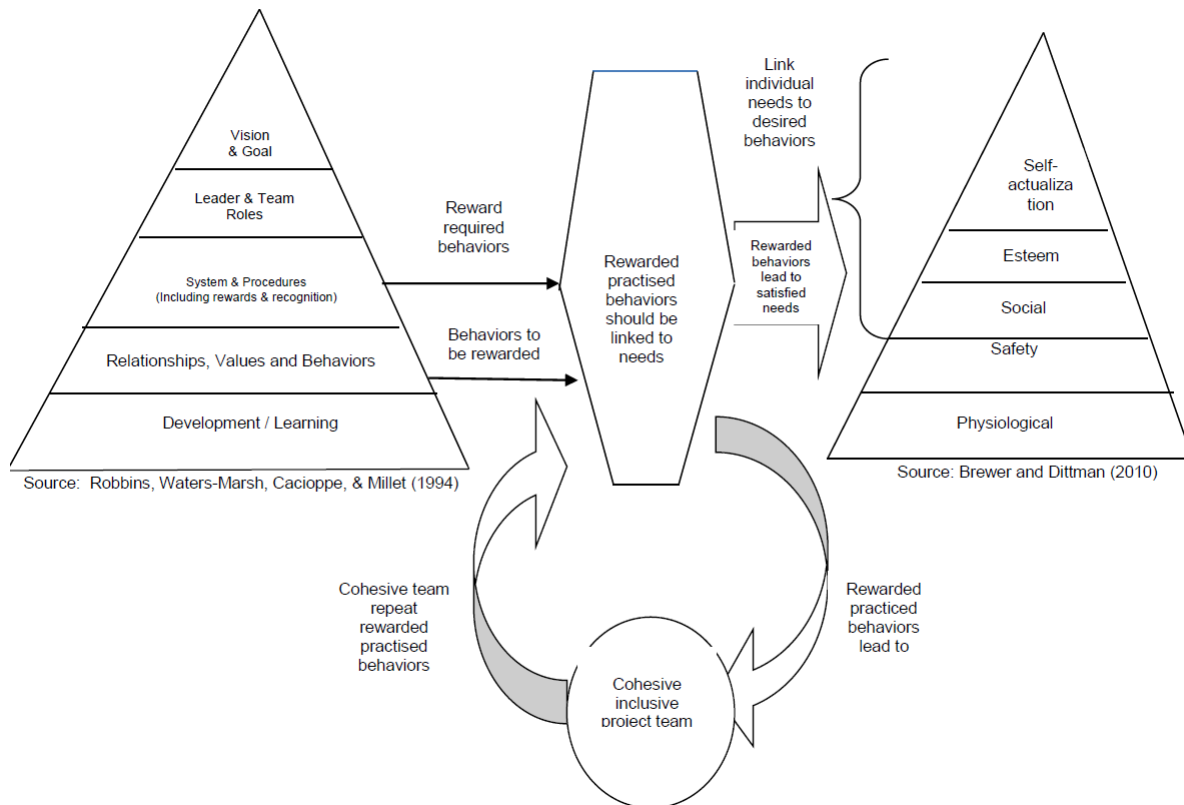 Vision
& Goal
Leader & Team
Roles
System & Procedures
(Including rewards & recognition)
Relationships, Values and Behaviors
Development / Learning
Source: Robbins, Waters-Marsh, Cacioppe, & Millet (1994)
Reward
required
behaviors
Behaviors to
be rewarded
Rewarded
practised
behaviors
should be
linked to
needs
Link
individual
needs to
desired
behaviors
Rewarded
behaviors
lead to
satisfied
needs
Self-
actualiza
tion
Esteem
Social
Safety
Physiological
Source: Brewer and Dittman (2010)
Cohesive team
repeat
rewarded
practised
behaviors
Rewarded
practiced
behaviors
lead to
Cohesive
inclusive
project team